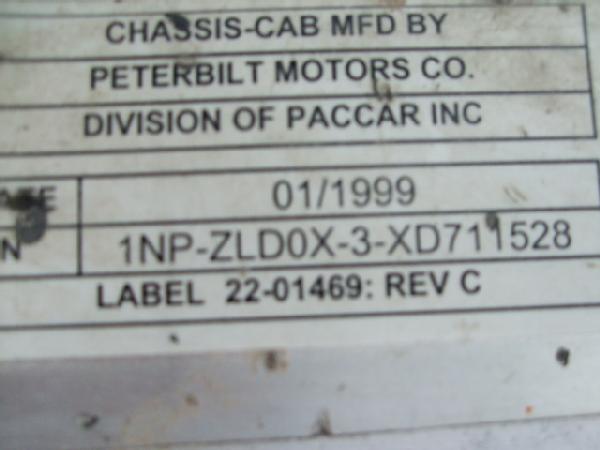 CHASSIS-CAB MFD BY
PETERBILT MOTORS CO.
DIVISION OF PACCAR INC
01/1999
N 1NP-ZLD0X-3-XD711528
LABEL 22-01469: REV C